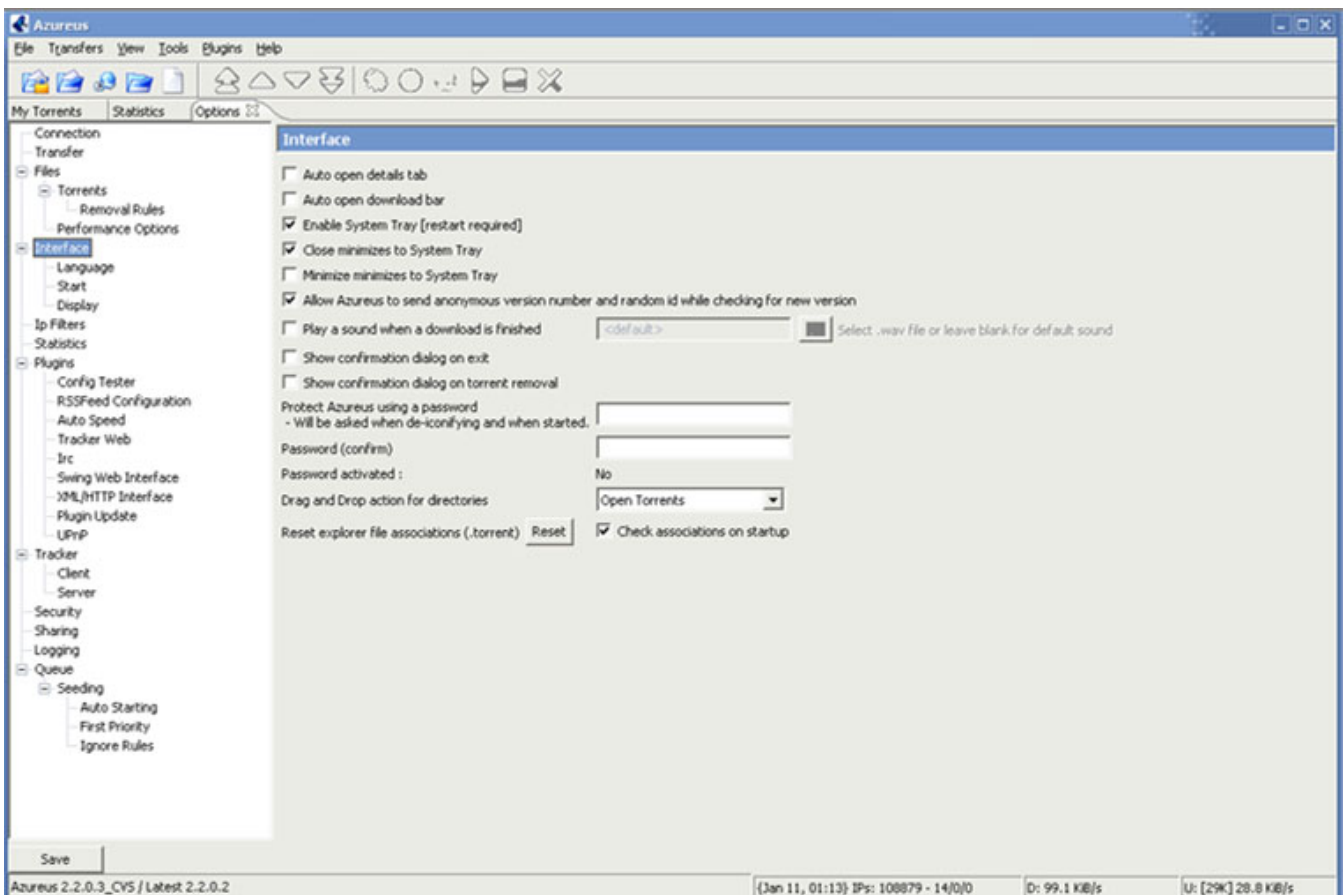 Azureus
File Transfers View Tools Plugins Help
My Torrents Statistics Options
Connection
Transfer
Files
Torrents
Removal Rules
Performance Options
Interface
Language
Start
Display
Ip Filters
Statistics
Plugins
Config Tester
RSSFeed Configuration
Auto Speed
Tracker Web
Irc
Swing Web Interface
XML/HTTP Interface
Plugin Update
UPnP
Tracker
Client
Server
Security
Sharing
Logging
Queue
Seeding
Auto Starting
First Priority
Ignore Rules
Save
Interface
Auto open details tab
Auto open download bar
Enable System Tray [restart required]
Close minimizes to System Tray
Minimize minimizes to System Tray
Allow Azureus to send anonymous version number and random id while checking for new version
Play a sound when a download is finished <default> Select .wav file or leave blank for default sound
Show confirmation dialog on exit
Show confirmation dialog on torrent removal
Protect Azureus using a password
- Will be asked when de-iconifying and when started.
Password (confirm)
Password activated : No
Drag and Drop action for directories Open Torrents
Reset explorer file associations (.torrent) Reset Check associations on startup
Azureus 2.2.0.3_CVS / Latest 2.2.0.2 {Jan 11, 01:13} IPs: 108879 - 14/0/0 D: 99.1 KiB/s U: [29K] 28.8 KiB/s